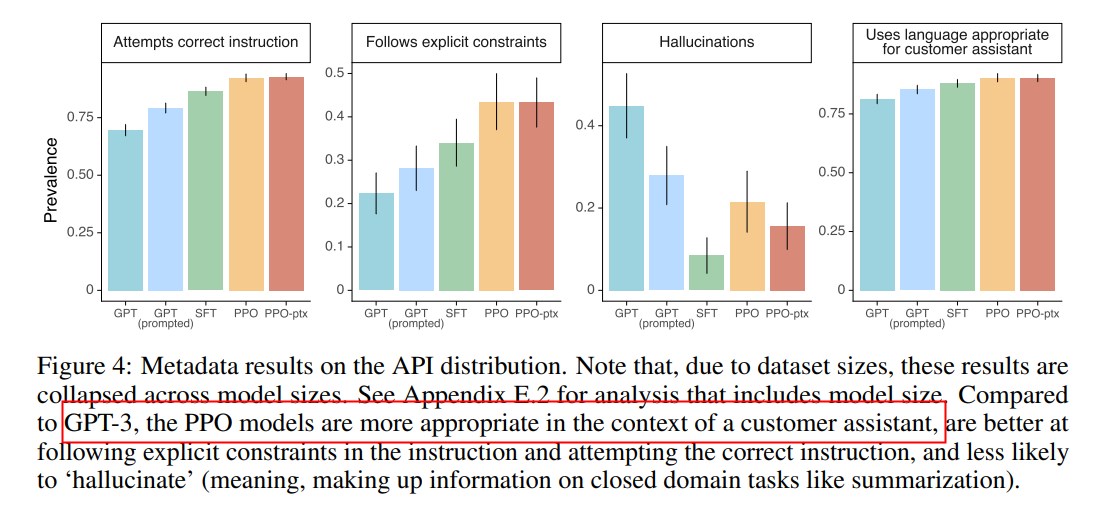 Attempts correct instruction
Follows explicit constraints
Hallucinations
Uses language appropriate
for customer assistant
Prevalence
0.75
0.50
0.25
0
GPT
GPT
(prompted)
SFT
PPO
PPO-ptx
0.5
0.4
0.3
0.2
0.1
0
GPT
GPT
(prompted)
SFT
PPO
PPO-ptx
0.4
0.2
0
GPT
GPT
(prompted)
SFT
PPO
PPO-ptx
0.75
0.50
0.25
0
GPT
GPT
(prompted)
SFT
PPO
PPO-ptx
Figure 4: Metadata results on the API distribution. Note that, due to dataset sizes, these results are
collapsed across model sizes. See Appendix E.2 for analysis that includes model size. Compared
to GPT-3, the PPO models are more appropriate in the context of a customer assistant, are better at
following explicit constraints in the instruction and attempting the correct instruction, and less likely
to ‘hallucinate’ (meaning, making up information on closed domain tasks like summarization).